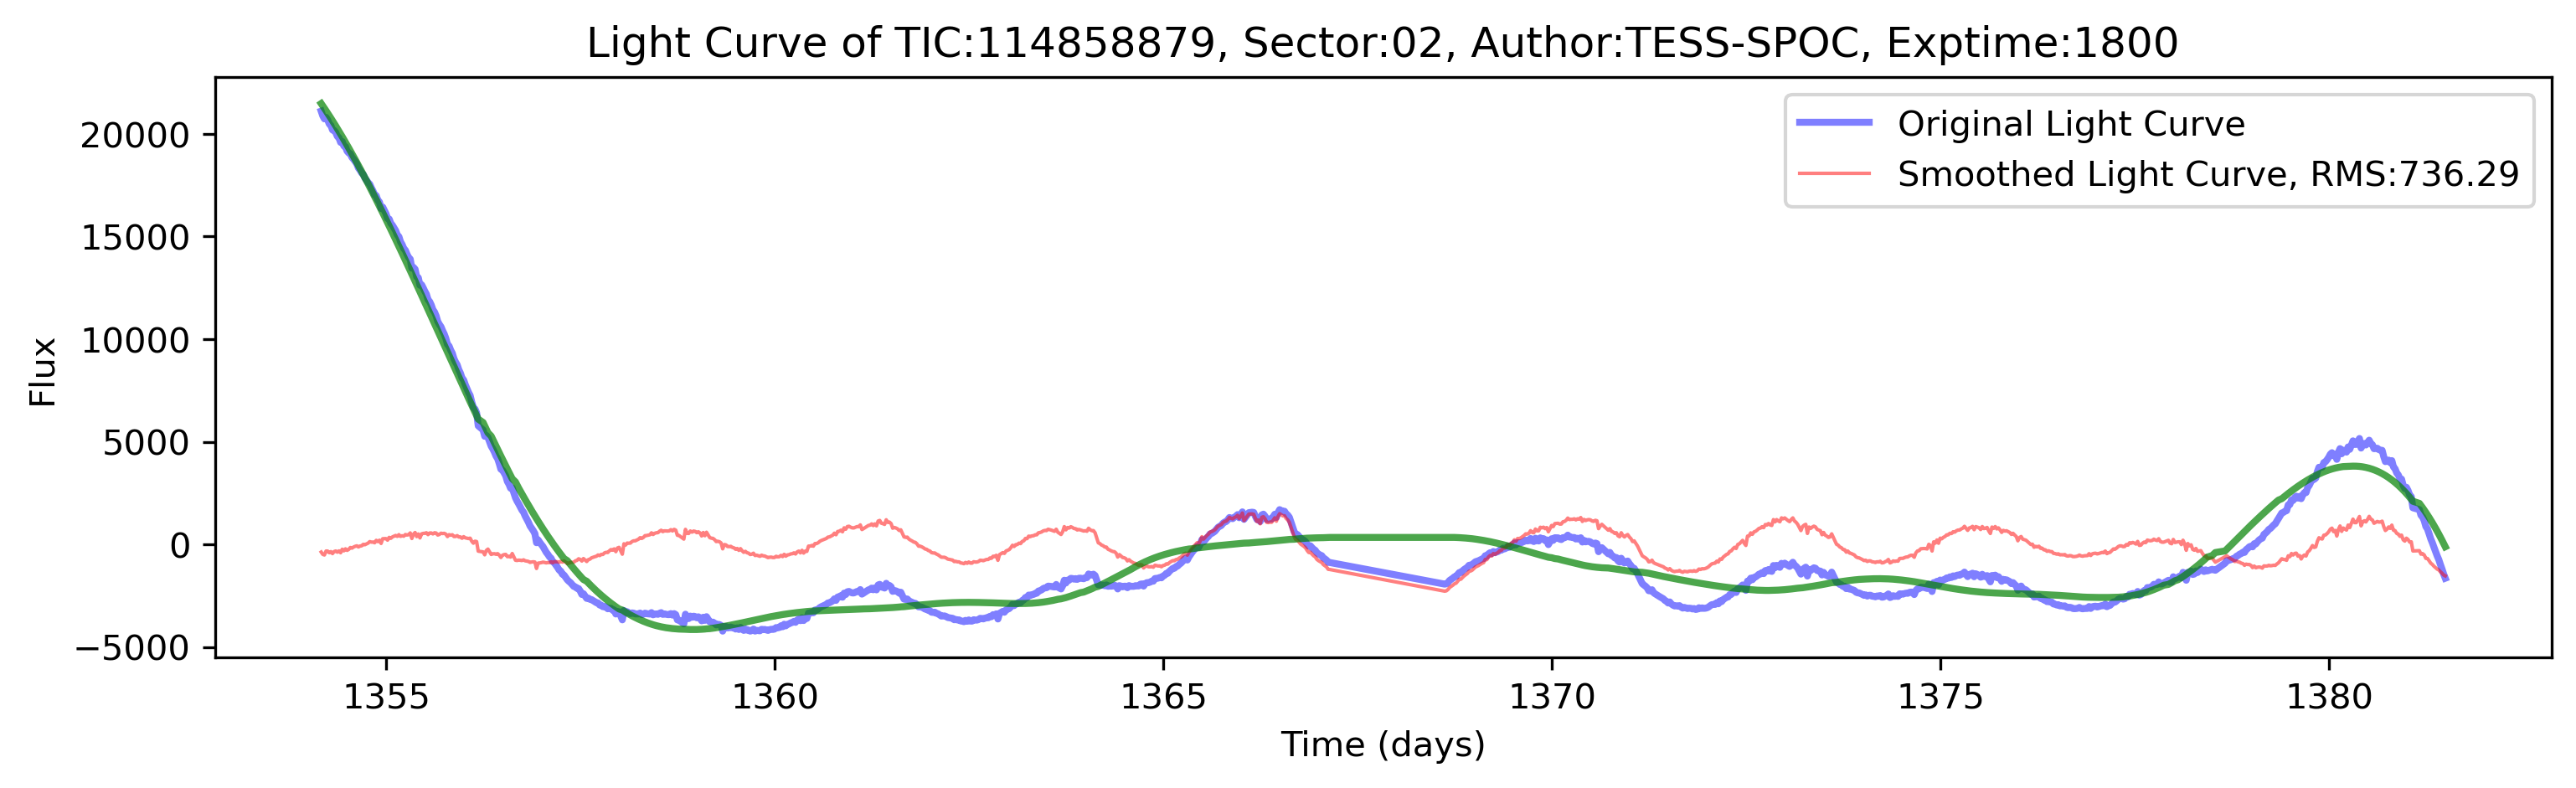 Light Curve of TIC:114858879, Sector:02, Author:TESS-SPOC, Exptime:1800
Original Light Curve
Smoothed Light Curve, RMS:736.29
Flux
20000
15000
10000
5000
0
−5000
1355 1360 1365 1370 1375 1380
Time (days)